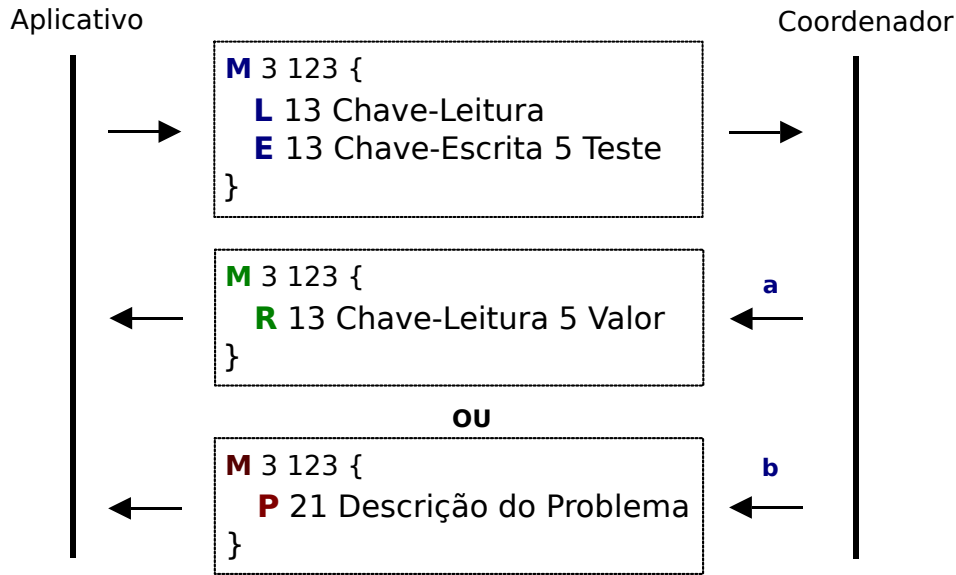 Aplicativo
Coordenador
M 3 123 {
L 13 Chave-Leitura
E 13 Chave-Escrita 5 Teste
}
M 3 123 {
R 13 Chave-Leitura 5 Valor
}
a
OU
M 3 123 {
P 21 Descrição do Problema
}
b